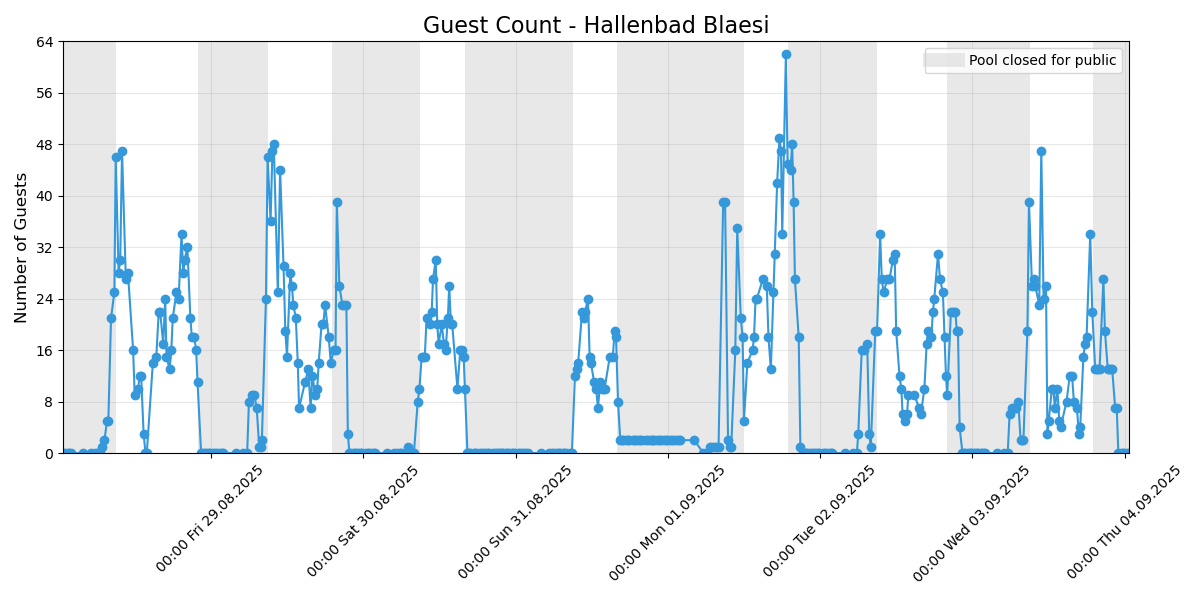 Guest Count - Hallenbad Blaesi
Pool closed for public
Number of Guests
64
56
48
40
32
24
16
8
0
00:00 Fri 29.08.2025
00:00 Sat 30.08.2025
00:00 Sun 31.08.2025
00:00 Mon 01.09.2025
00:00 Tue 02.09.2025
00:00 Wed 03.09.2025
00:00 Thu 04.09.2025